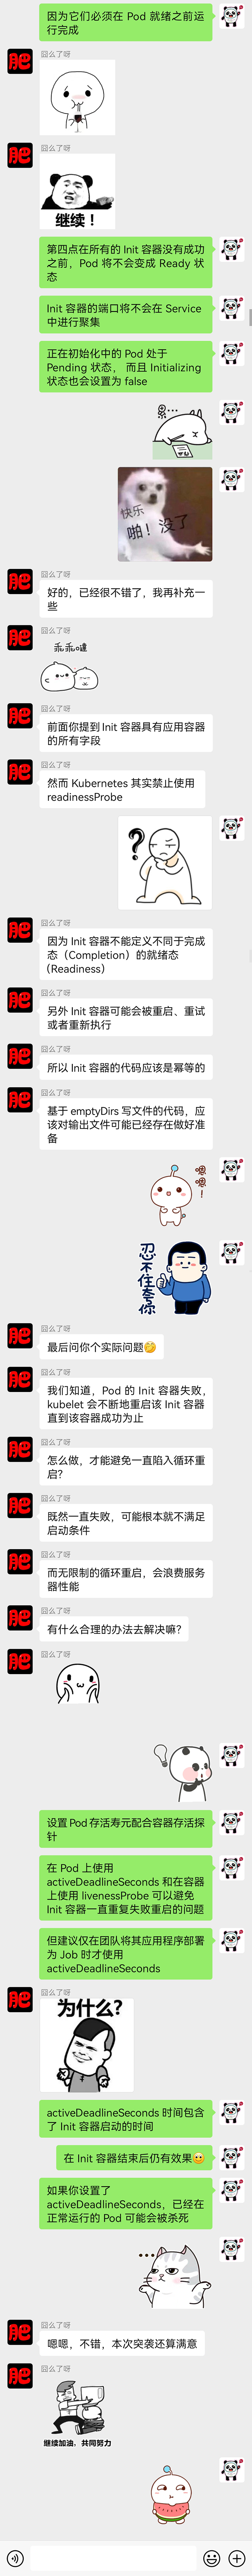 因为它们必须在 Pod 就绪之前运
行完成
肥
囧么了呀
肥
囧么了呀
继续！
第四点在所有的 Init 容器没有成功
之前，Pod 将不会变成 Ready 状
态
Init 容器的端口将不会在 Service
中进行聚集
正在初始化中的 Pod 处于
Pending 状态， 而且 Initializing
状态也会设置为 false
累…
快乐
啪！没了
肥
囧么了呀
好的，已经很不错了，我再补充一
些
肥
囧么了呀
乖乖哒
肥
囧么了呀
前面你提到 Init 容器具有应用容器
的所有字段
肥
囧么了呀
然而 Kubernetes 其实禁止使用
readinessProbe
?
肥
囧么了呀
因为 Init 容器不能定义不同于完成
态（Completion）的就绪态
(Readiness)
肥
囧么了呀
另外 Init 容器可能会被重启、重试
或者重新执行
肥
囧么了呀
所以 Init 容器的代码应该是幂等的
肥
囧么了呀
基于 emptyDirs 写文件的代码，应
该对输出文件可能已经存在做好准
备
嗯嗯！
忍不住夸你
肥
囧么了呀
最后问你个实际问题🤔
肥
囧么了呀
我们知道，Pod 的 Init 容器失败，
kubelet 会不断地重启该 Init 容器
直到该容器成功为止
肥
囧么了呀
怎么做，才能避免一直陷入循环重
启?
肥
囧么了呀
既然一直失败，可能根本就不满足
启动条件
肥
囧么了呀
而无限制的循环重启，会浪费服务
器性能
肥
囧么了呀
有什么合理的办法去解决嘛?
肥
囧么了呀
设置 Pod 存活寿元配合容器存活探
针
在 Pod 上使用
activeDeadlineSeconds 和在容器
上使用 livenessProbe 可以避免
Init 容器一直重复失败重启的问题
但建议仅在团队将其应用程序部署
为 Job 时才使用
activeDeadlineSeconds
肥
囧么了呀
为什么?
activeDeadlineSeconds 时间包含
了 Init 容器启动的时间
在 Init 容器结束后仍有效果
如果你设置了
activeDeadlineSeconds，已经在
正常运行的 Pod 可能会被杀死
肥
囧么了呀
嗯嗯，不错，本次突袭还算满意
肥
囧么了呀
继续加油、共同努力